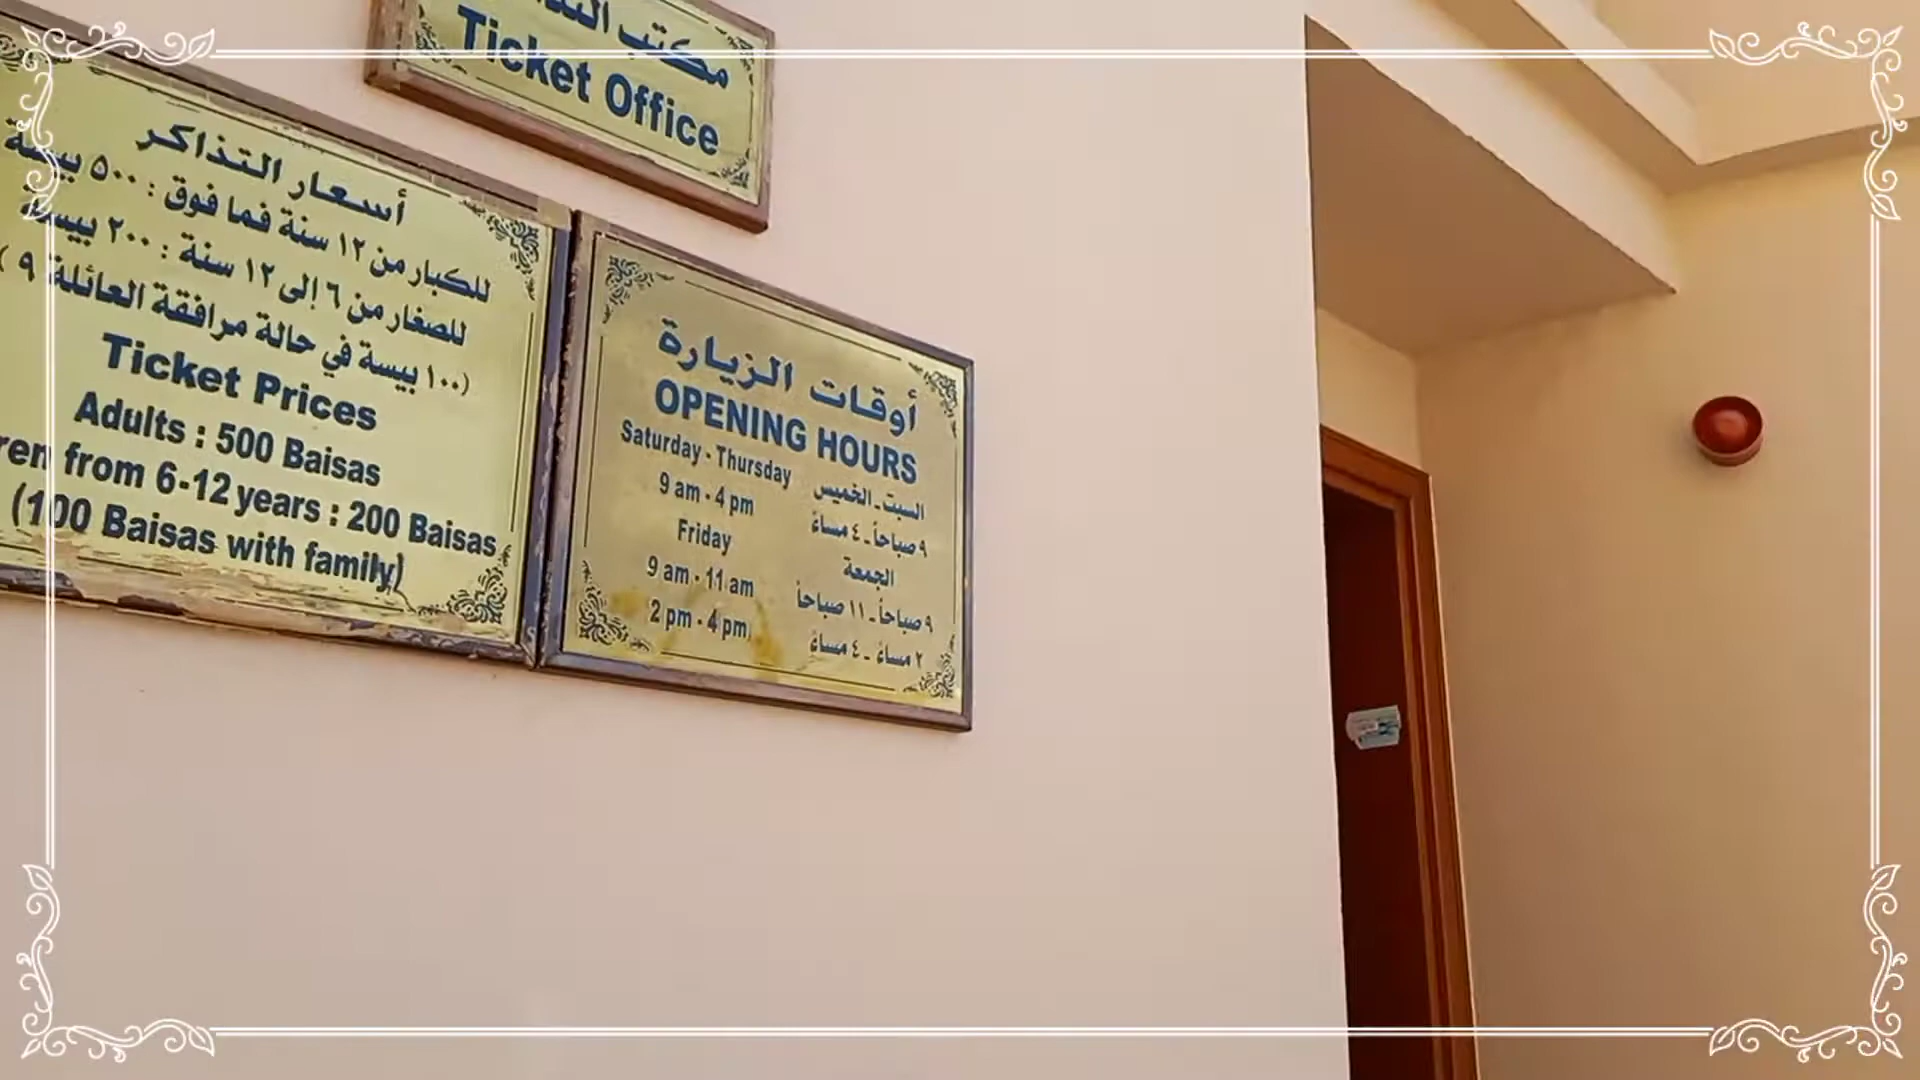 مكتب
Ticket Office
أسعار التذاكر
للكبار من ١٢ سنة فما فوق : ٥٠٠ بيسة
للصغار من ٦ إلى ١٢ سنة : ٢٠٠ بيسة
(١٠٠ بيسة في حالة مرافقة العائلة ٩ )
Ticket Prices
Adults : 500 Baisas
ren from 6-12 years : 200 Baisas
(100 Baisas with family)
أوقات الزيارة
OPENING HOURS
Saturday - Thursday
9 am - 4 pm
Friday
9 am - 11 am
2 pm - 4 pm
السبت - الخميس
٩ صباحاً - ٤ مساءً
الجمعة
٩ صباحاً - ١١ صباحاً
٢ مساءً - ٤ مساءً